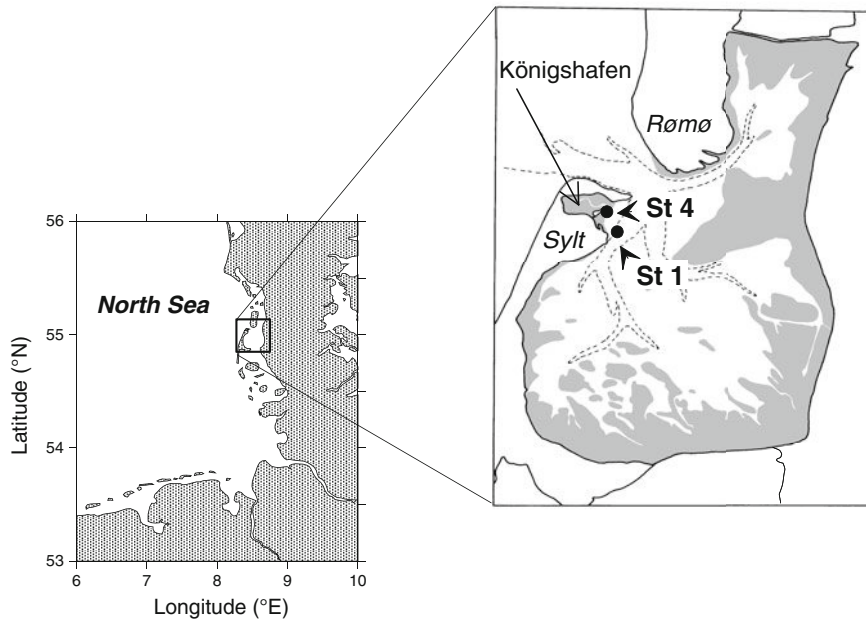 Königshafen
Rømø
St 4
Sylt
St 1
North Sea
Latitude (°N)
56
55
54
53
6 7 8 9 10
Longitude (°E)